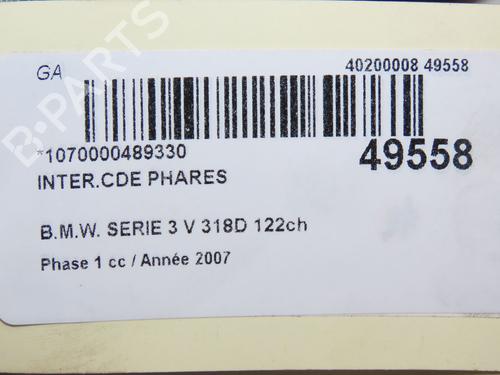 GA
40200008 49558
*1070000489330
49558
INTER.CDE PHARES
B.M.W. SERIE 3 V 318D 122ch
Phase 1 cc / Année 2007
B-PARTS